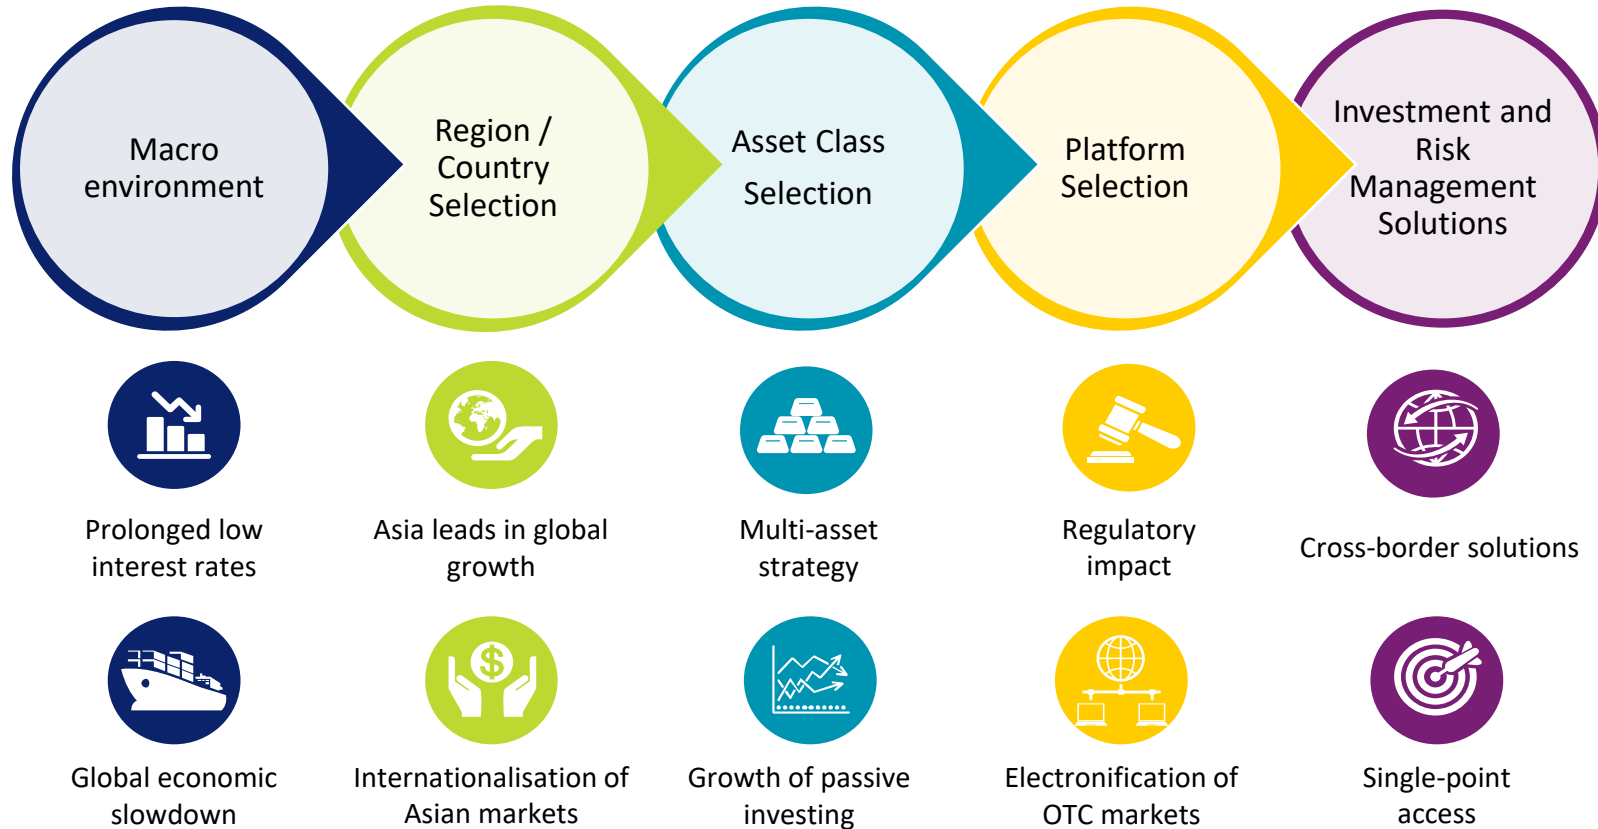 Macro
environment
Region /
Country
Selection
Asset Class
Selection
Platform
Selection
Investment and
Risk
Management
Solutions
Prolonged low
interest rates
Asia leads in global
growth
Multi-asset
strategy
Regulatory
impact
Cross-border solutions
$
Global economic
slowdown
Internationalisation of
Asian markets
Growth of passive
investing
Electronification of
OTC markets
Single-point
access